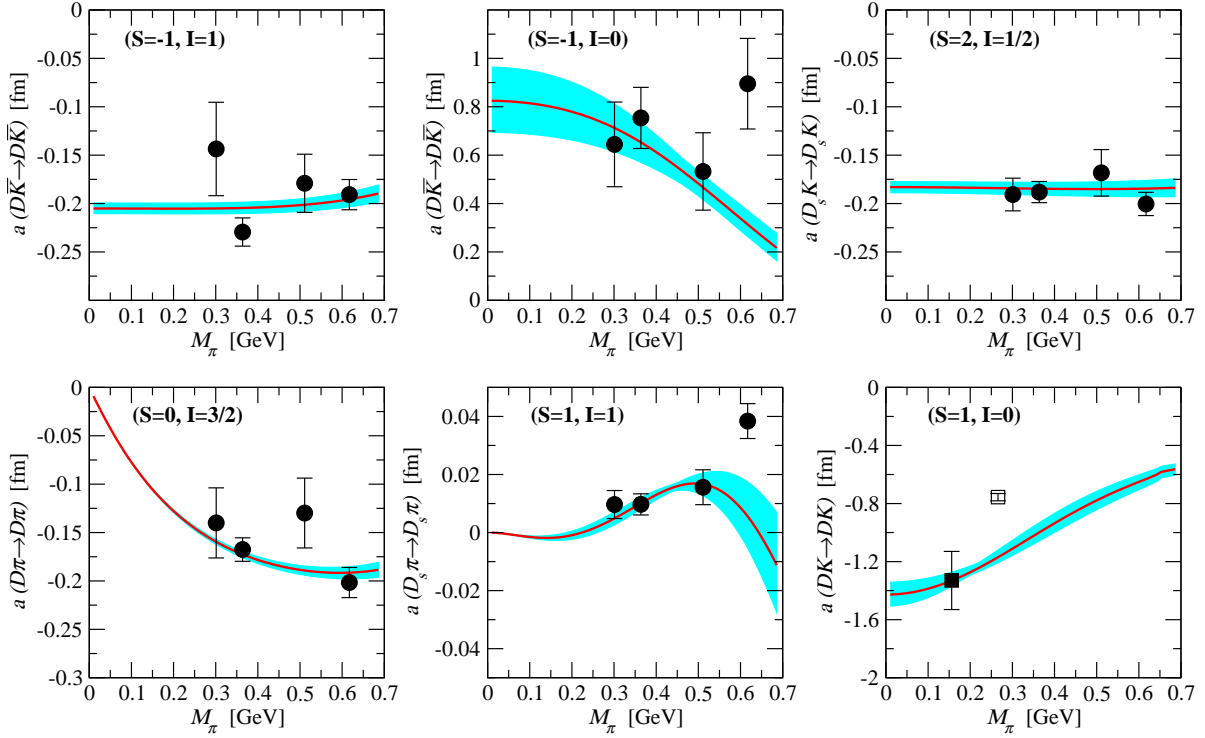 (S=-1, I=1)
0
-0.05
-0.1
-0.15
-0.2
-0.25
a (DK̅→DK̅) [fm]
0 0.1 0.2 0.3 0.4 0.5 0.6 0.7
M_π [GeV]
(S=-1, I=0)
1
0.8
0.6
0.4
0.2
0
a (DK̅→DK̅) [fm]
0 0.1 0.2 0.3 0.4 0.5 0.6 0.7
M_π [GeV]
(S=2, I=1/2)
0
-0.05
-0.1
-0.15
-0.2
-0.25
a (D_s K→D_s K) [fm]
0 0.1 0.2 0.3 0.4 0.5 0.6 0.7
M_π [GeV]
(S=0, I=3/2)
0
-0.05
-0.1
-0.15
-0.2
-0.25
-0.3
a (Dπ→Dπ) [fm]
0 0.1 0.2 0.3 0.4 0.5 0.6 0.7
M_π [GeV]
(S=1, I=1)
0.04
0.02
0
-0.02
-0.04
a (D_s π→D_s π) [fm]
0 0.1 0.2 0.3 0.4 0.5 0.6 0.7
M_π [GeV]
(S=1, I=0)
0
-0.4
-0.8
-1.2
-1.6
-2
a (DK→DK) [fm]
0 0.1 0.2 0.3 0.4 0.5 0.6 0.7
M_π [GeV]